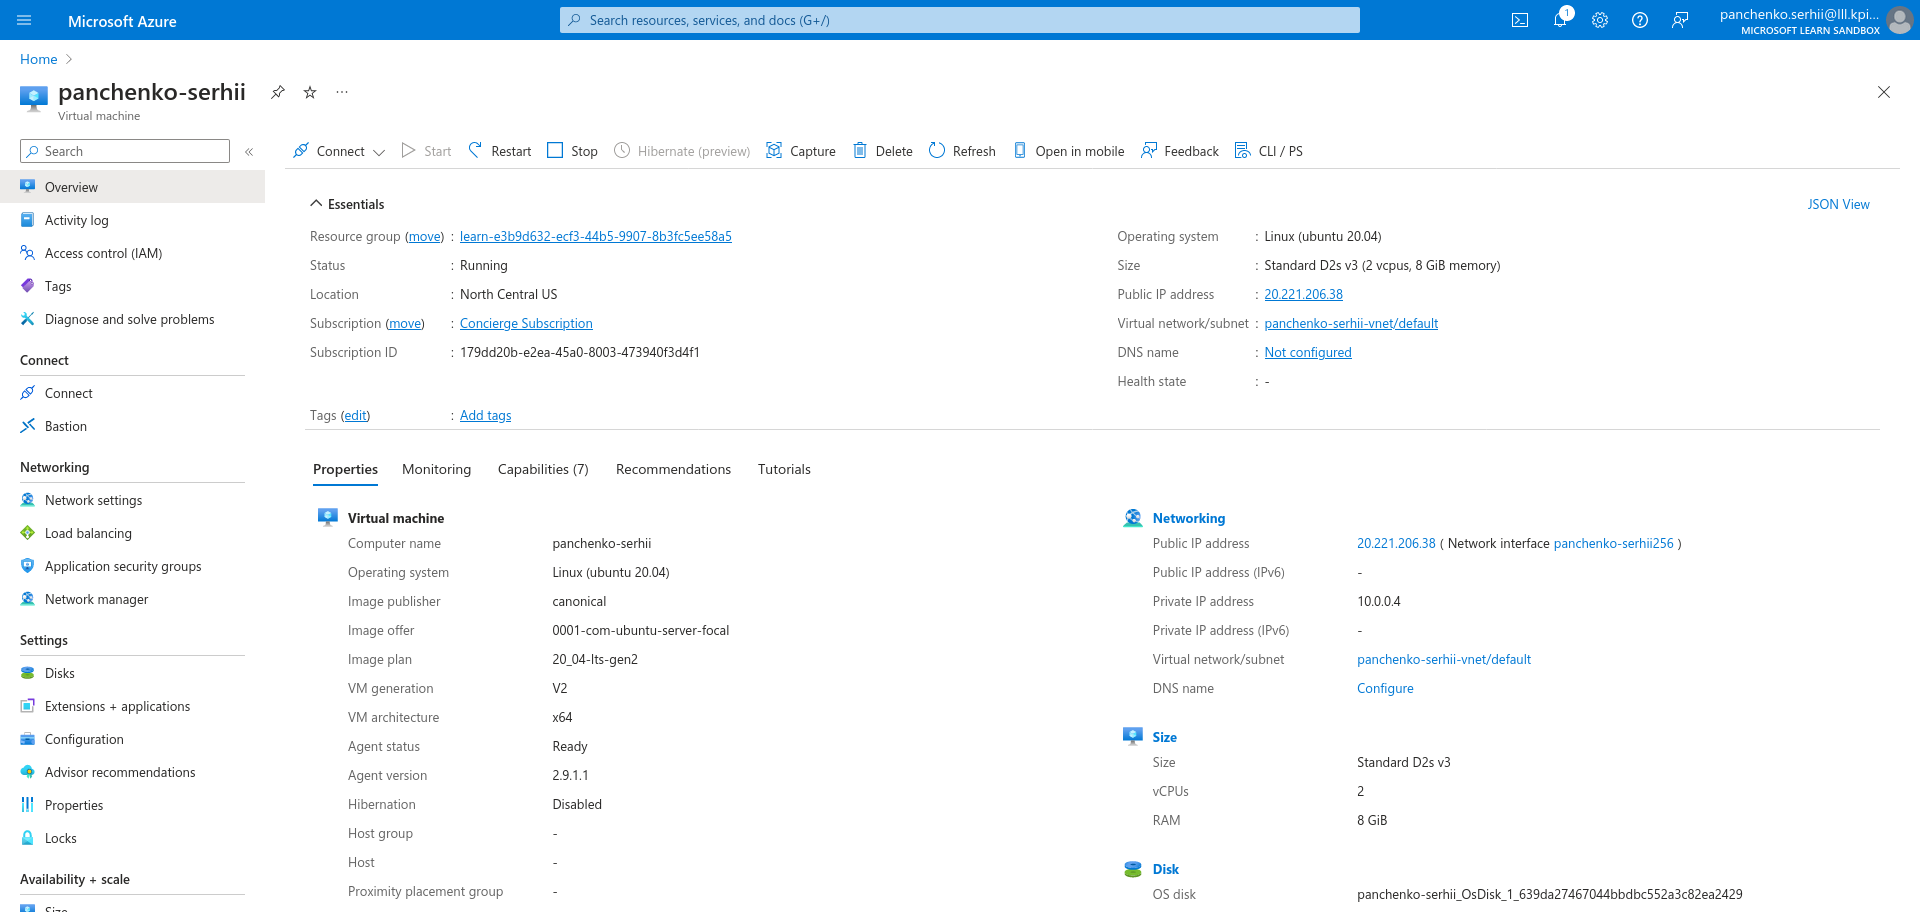 Microsoft Azure
Search resources, services, and docs (G+/)
1
panchenko.serhii@lll.kpi...
MICROSOFT LEARN SANDBOX
Home
panchenko-serhii
Virtual machine
Search
Connect
Start
Restart
Stop
Hibernate (preview)
Capture
Delete
Refresh
Open in mobile
Feedback
CLI / PS
Overview
Activity log
Access control (IAM)
Tags
Diagnose and solve problems
Connect
Connect
Bastion
Networking
Network settings
Load balancing
Application security groups
Network manager
Settings
Disks
Extensions + applications
Configuration
Advisor recommendations
Properties
Locks
Availability + scale
Size
Essentials
JSON View
Resource group (move) : learn-e3b9d632-ecf3-44b5-9907-8b3fc5ee58a5
Status : Running
Location : North Central US
Subscription (move) : Concierge Subscription
Subscription ID : 179dd20b-e2ea-45a0-8003-473940f3d4f1
Operating system : Linux (ubuntu 20.04)
Size : Standard D2s v3 (2 vcpus, 8 GiB memory)
Public IP address : 20.221.206.38
Virtual network/subnet : panchenko-serhii-vnet/default
DNS name : Not configured
Health state : -
Tags (edit) : Add tags
Properties
Monitoring
Capabilities (7)
Recommendations
Tutorials
Virtual machine
Computer name panchenko-serhii
Operating system Linux (ubuntu 20.04)
Image publisher canonical
Image offer 0001-com-ubuntu-server-focal
Image plan 20_04-lts-gen2
VM generation V2
VM architecture x64
Agent status Ready
Agent version 2.9.1.1
Hibernation Disabled
Host group -
Host -
Proximity placement group -
Networking
Public IP address 20.221.206.38 ( Network interface panchenko-serhii256 )
Public IP address (IPv6) -
Private IP address 10.0.0.4
Private IP address (IPv6) -
Virtual network/subnet panchenko-serhii-vnet/default
DNS name Configure
Size
Size Standard D2s v3
vCPUs 2
RAM 8 GiB
Disk
OS disk panchenko-serhii_OsDisk_1_639da27467044bbdbc552a3c82ea2429